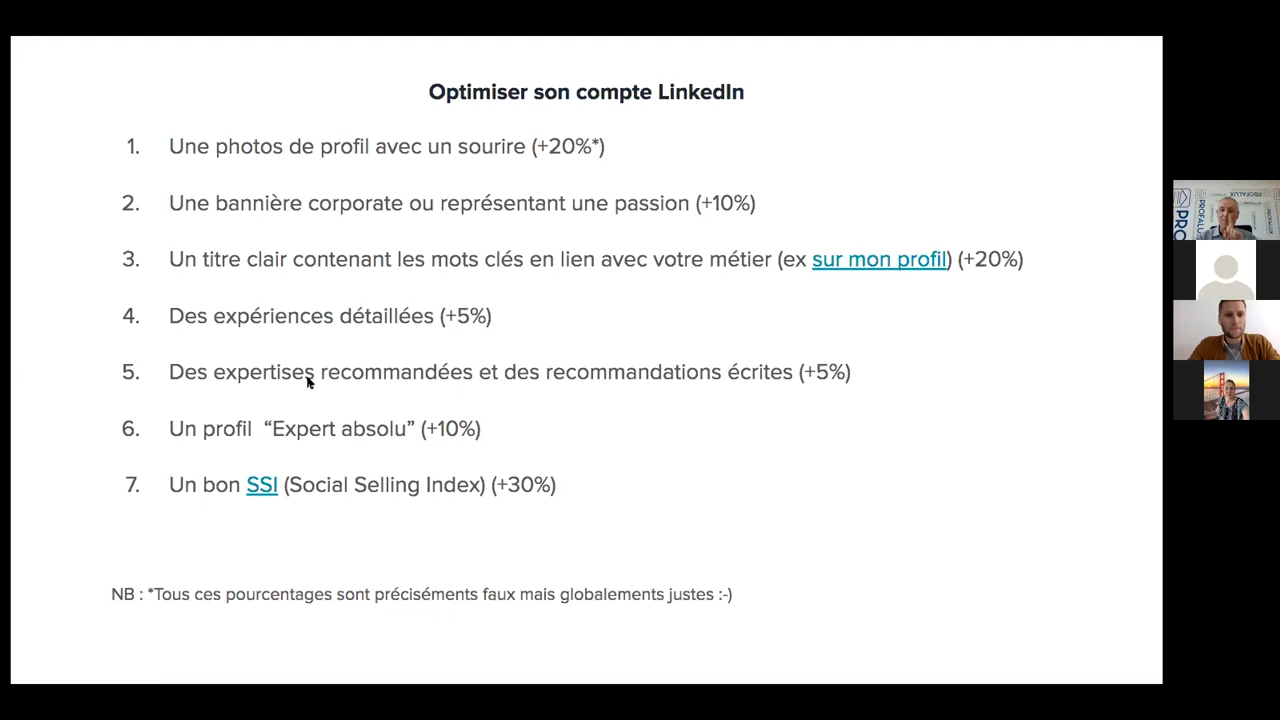 Optimiser son compte LinkedIn
1. Une photos de profil avec un sourire (+20%*)
2. Une bannière corporate ou représentant une passion (+10%)
3. Un titre clair contenant les mots clés en lien avec votre métier (ex sur mon profil) (+20%)
4. Des expériences détaillées (+5%)
5. Des expertises recommandées et des recommandations écrites (+5%)
6. Un profil “Expert absolu” (+10%)
7. Un bon SSI (Social Selling Index) (+30%)
NB : *Tous ces pourcentages sont préciséments faux mais globalements justes :-)
PROFALUX
PROFALUX